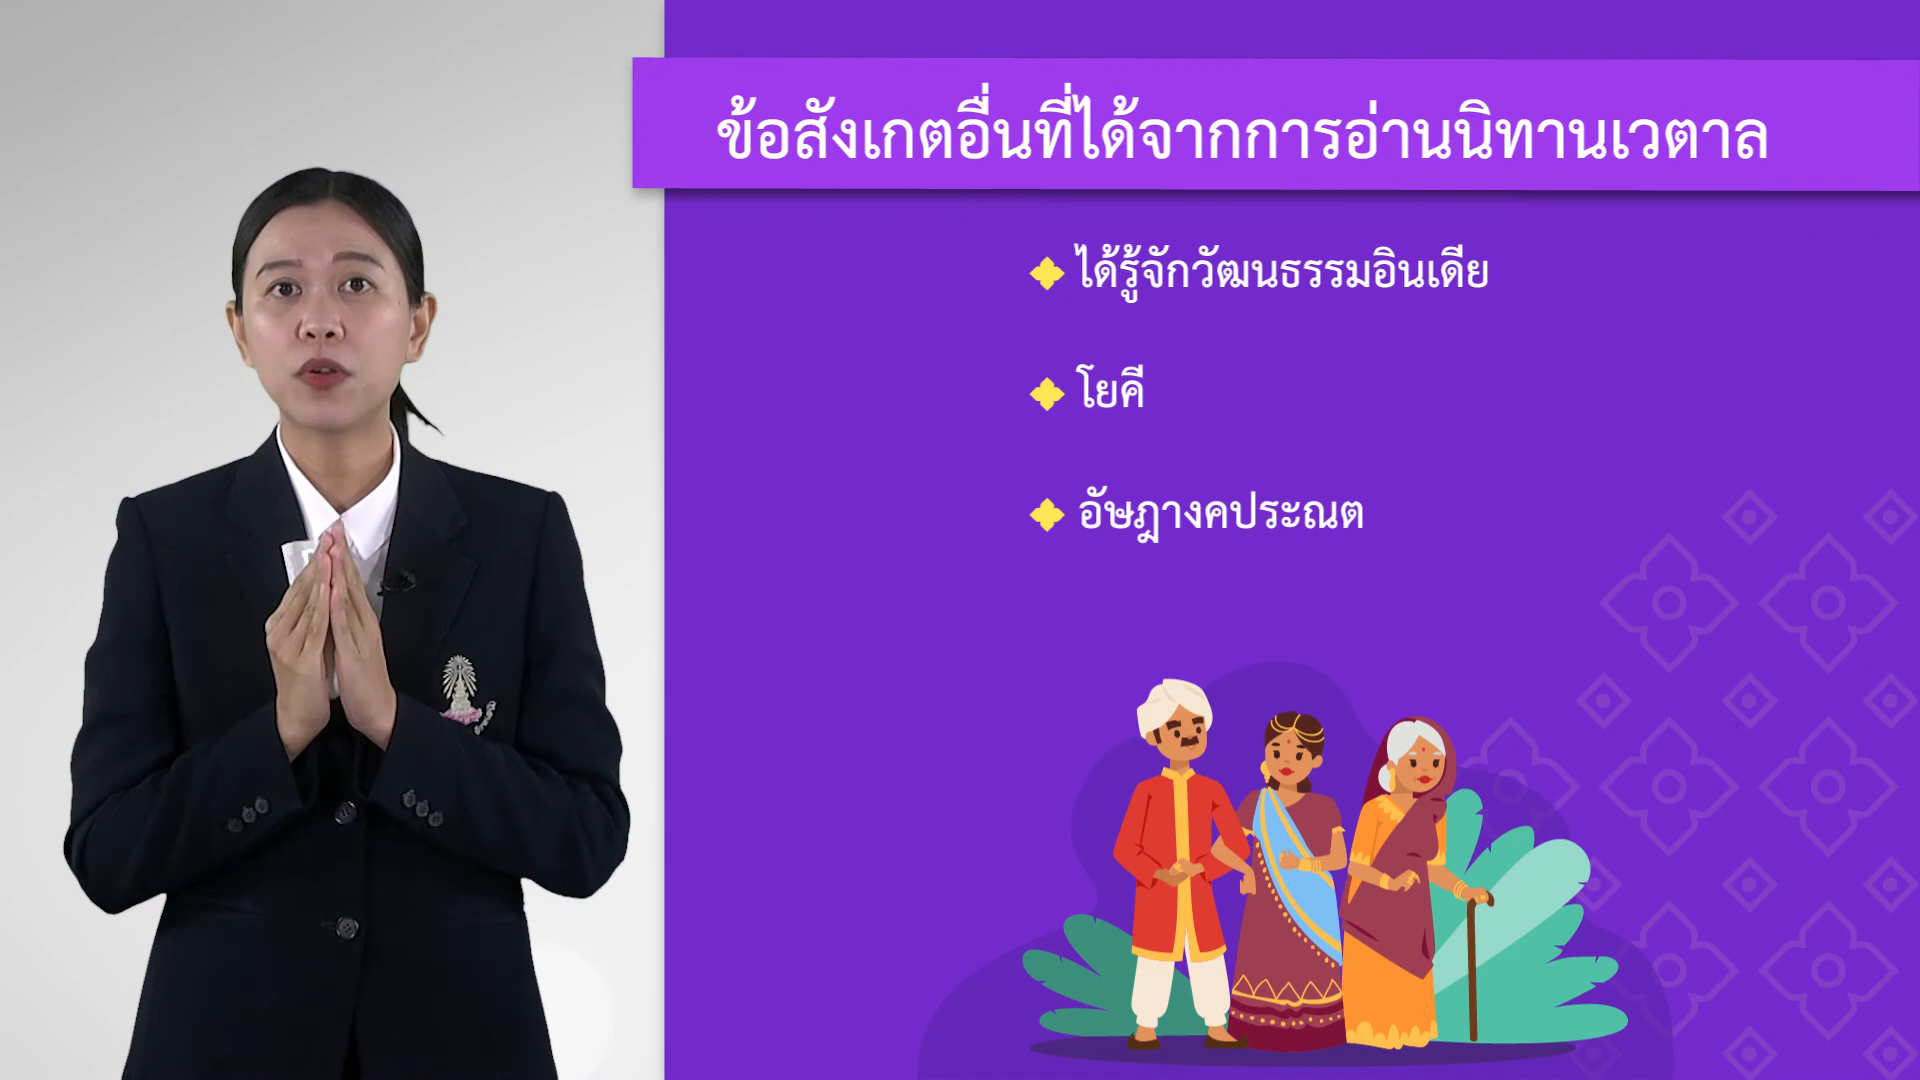 ข้อสังเกตอื่นที่ได้จากการอ่านนิทานเวตาล
ได้รู้จักวัฒนธรรมอินเดีย
โยคี
อัษฎางคประณต